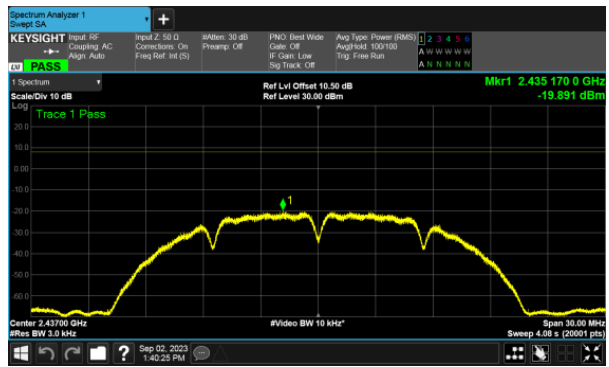 Spectrum Analyzer 1
Swept SA
+
KEYSIGHT Input: RF Input Z: 50 Ω #Atten: 30 dB PNO: Best Wide Avg Type: Power (RMS) 1 2 3 4 5 6
Coupling: AC Corrections: On Preamp: Off Gate: Off Avg|Hold: 100/100 A W W W W W
Align: Auto Freq Ref: Int (S) IF Gain: Low Trig: Free Run
PASS Sig Track: Off A N N N N N
1 Spectrum Ref Lvl Offset 10.50 dB Mkr1 2.435 170 0 GHz
Scale/Div 10 dB Ref Level 30.00 dBm -19.891 dBm
Log
Trace 1 Pass
20.0
10.0
0.00
-10.0
1
-20.0
-30.0
-40.0
-50.0
-60.0
Center 2.43700 GHz #Video BW 10 kHz* Span 30.00 MHz
#Res BW 3.0 kHz Sweep 4.08 s (20001 pts)
? Sep 02, 2023
1:40:25 PM